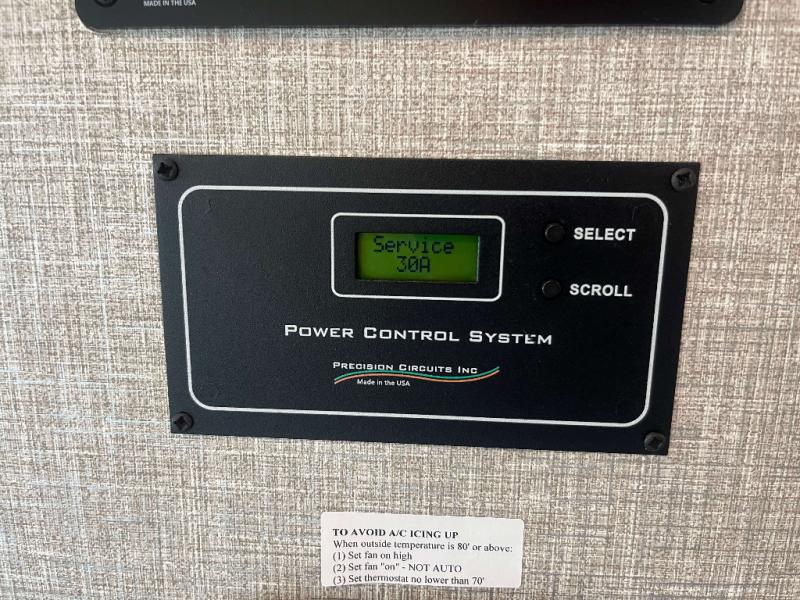 MADE IN THE USA
Service
30A
SELECT
SCROLL
POWER CONTROL SYSTEM
PRECISION CIRCUITS INC
Made in the USA
TO AVOID A/C ICING UP
When outside temperature is 80' or above:
(1) Set fan on high
(2) Set fan "on" - NOT AUTO
(3) Set thermostat no lower than 70'